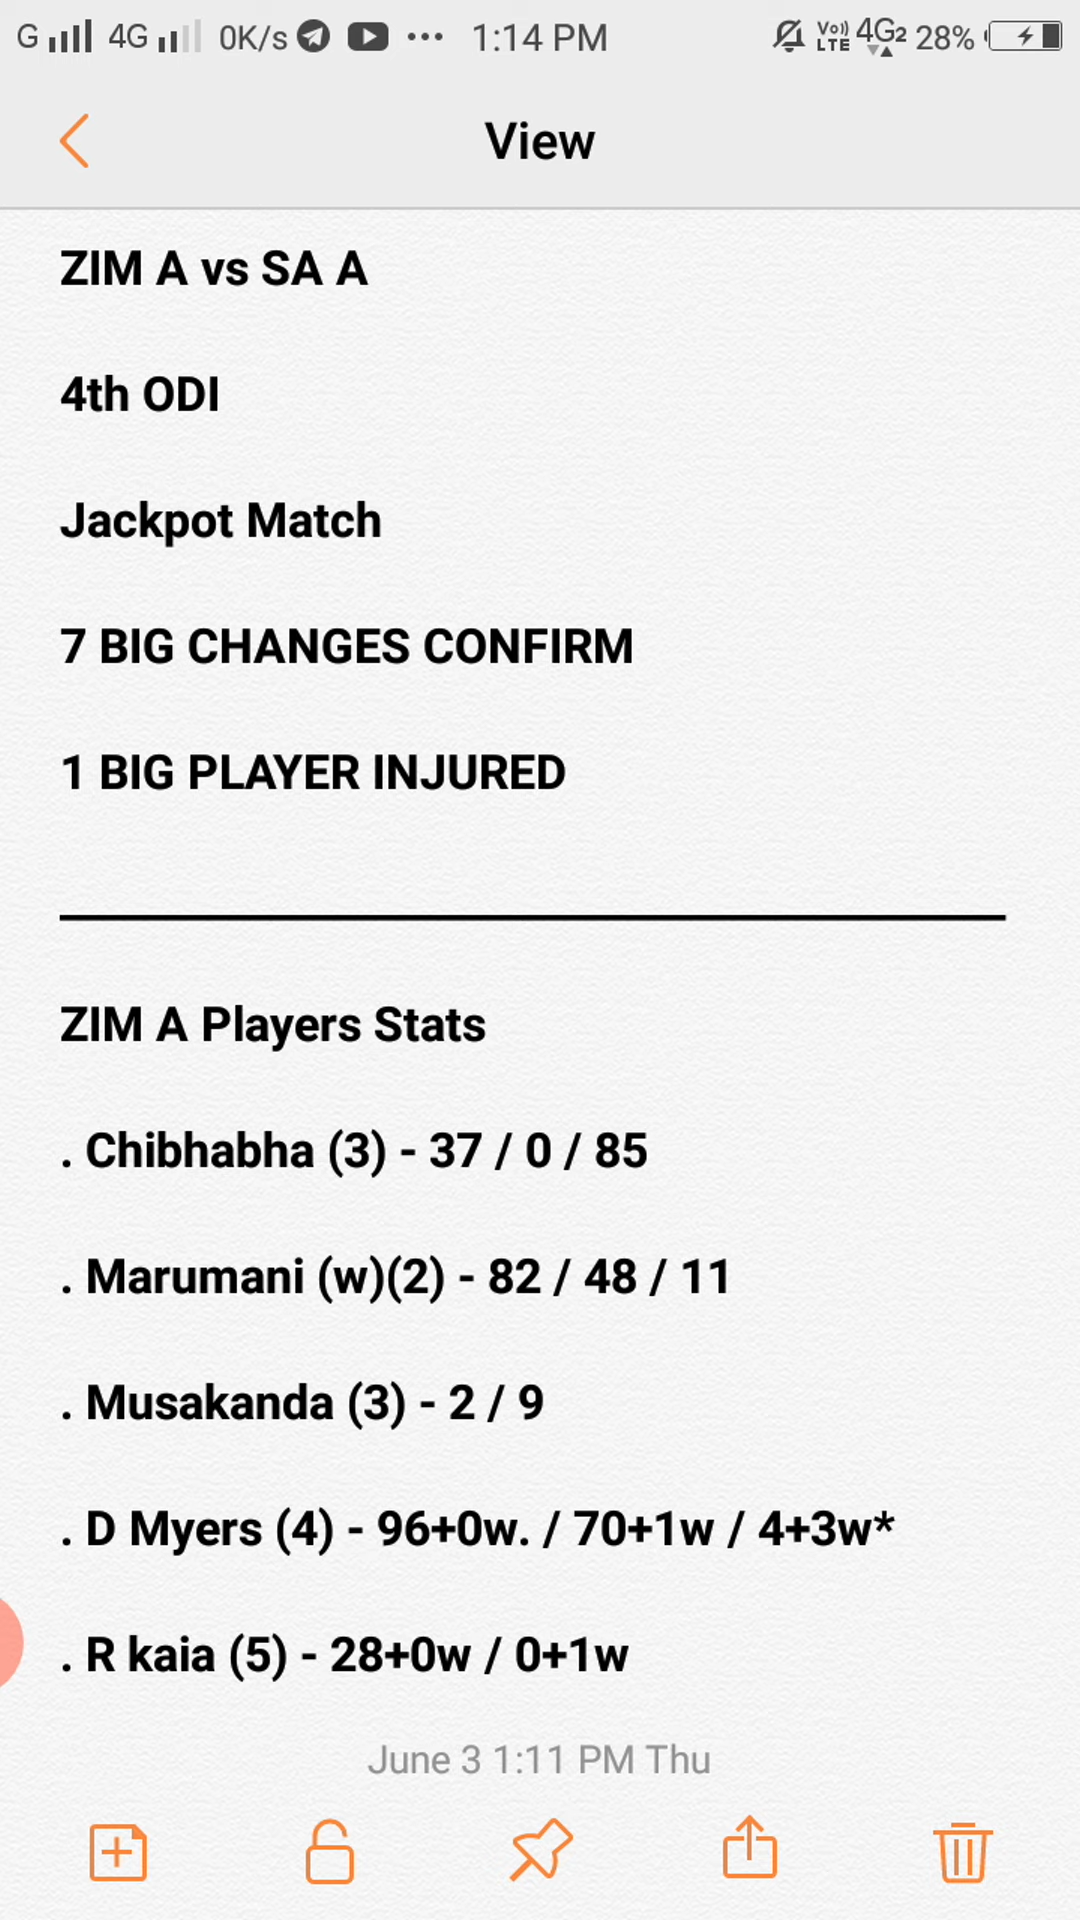 G 4G 0K/s ... 1:14 PM Vo)) LTE 4G2 28%
View
ZIM A vs SA A
4th ODI
Jackpot Match
7 BIG CHANGES CONFIRM
1 BIG PLAYER INJURED
ZIM A Players Stats
. Chibhabha (3) - 37 / 0 / 85
. Marumani (w)(2) - 82 / 48 / 11
. Musakanda (3) - 2 / 9
. D Myers (4) - 96+0w. / 70+1w / 4+3w*
. R kaia (5) - 28+0w / 0+1w
June 3 1:11 PM Thu